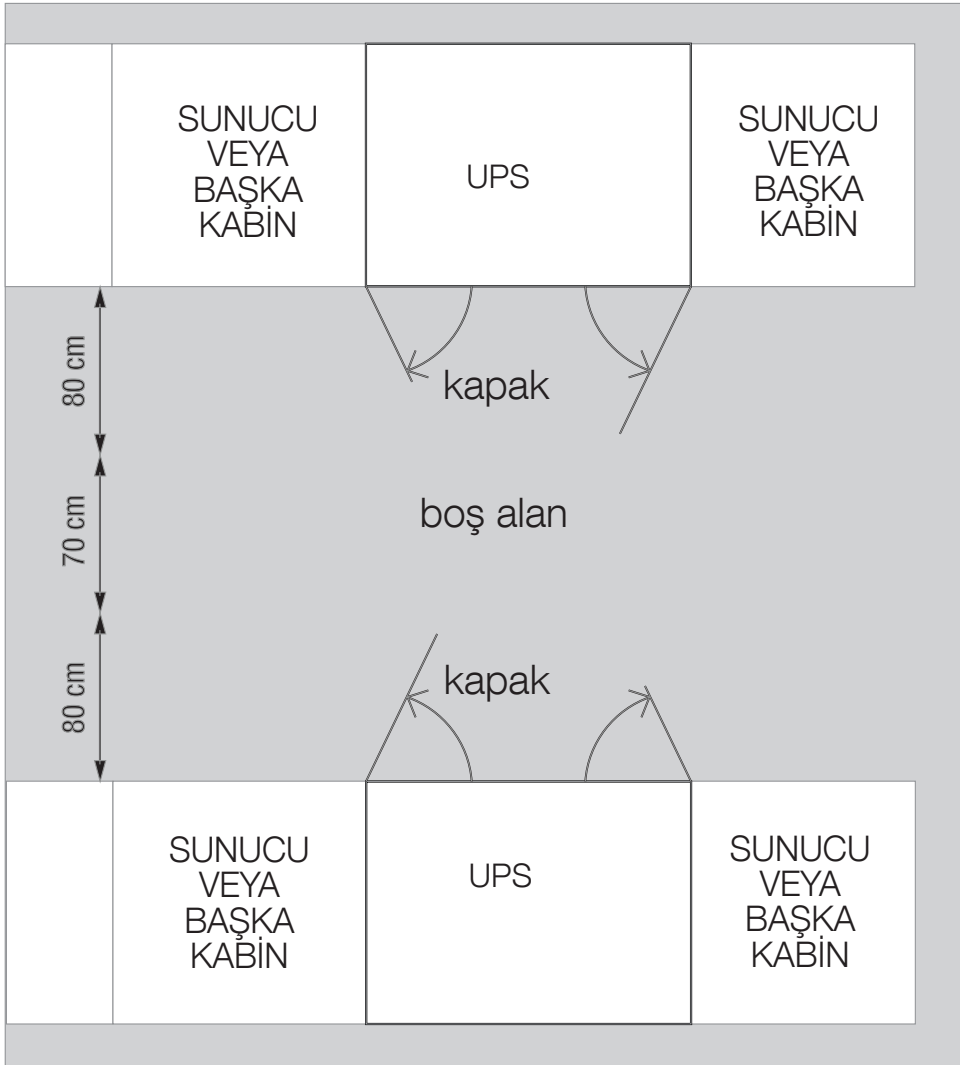 SUNUCU
VEYA
BAŞKA
KABİN
UPS
SUNUCU
VEYA
BAŞKA
KABİN
80 cm
kapak
70 cm
boş alan
80 cm
kapak
SUNUCU
VEYA
BAŞKA
KABİN
UPS
SUNUCU
VEYA
BAŞKA
KABİN